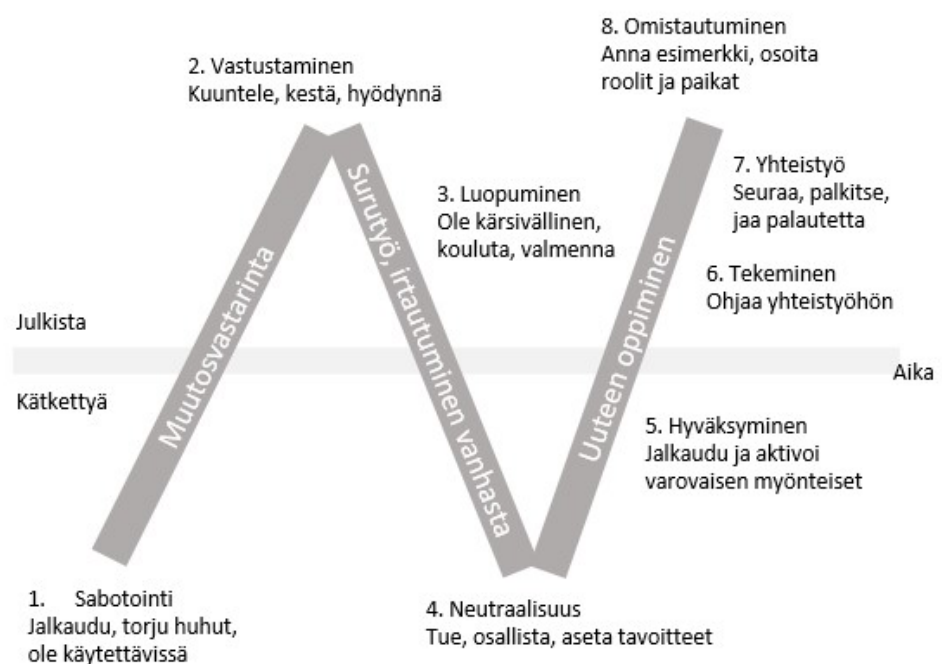 8. Omistautuminen
Anna esimerkki, osoita
roolit ja paikat
2. Vastustaminen
Kuuntele, kestä, hyödynnä
7. Yhteistyö
Seuraa, palkitse,
jaa palautetta
3. Luopuminen
Ole kärsivällinen,
kouluta, valmenna
6. Tekeminen
Ohjaa yhteistyöhön
Muutosvastarinta
Surutyö, irtautuminen vanhasta
Uuteen oppiminen
Julkista
Aika
Kätkettyä
5. Hyväksyminen
Jalkaudu ja aktivoi
varovaisen myönteiset
1. Sabotointi
Jalkaudu, torju huhut,
ole käytettävissä
4. Neutraalisuus
Tue, osallista, aseta tavoitteet